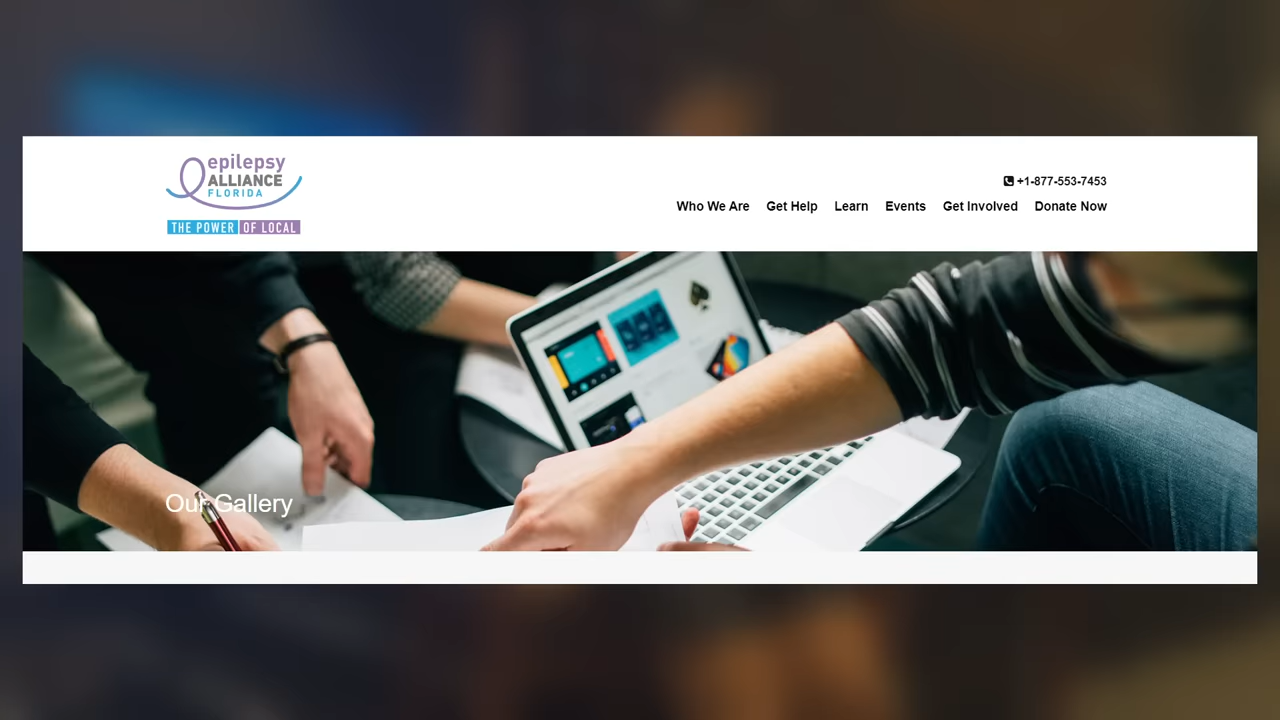 epilepsy
ALLIANCE
FLORIDA
THE POWER OF LOCAL
+1-877-553-7453
Who We Are Get Help Learn Events Get Involved Donate Now
Our Gallery